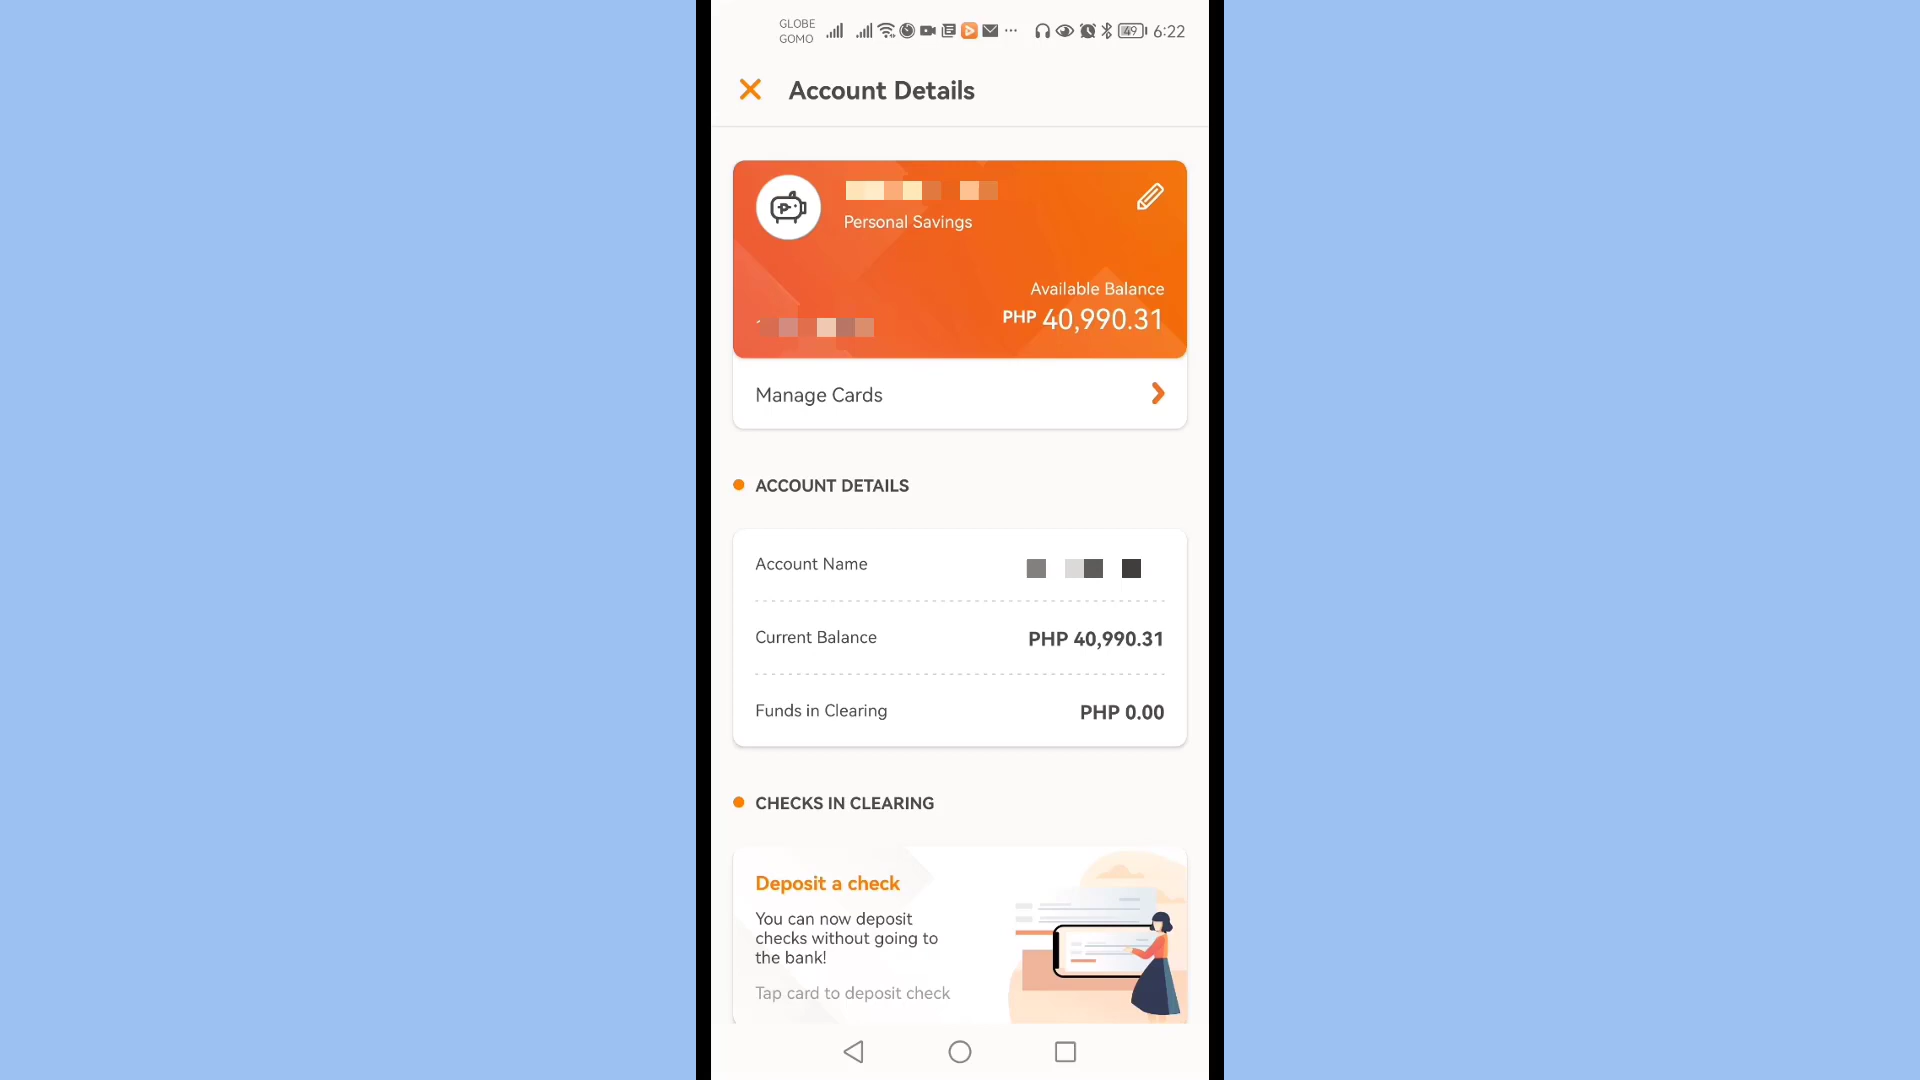 GLOBE
GOMO
49
6:22
Account Details
Personal Savings
Available Balance
PHP 40,990.31
Manage Cards
ACCOUNT DETAILS
Account Name
Current Balance
PHP 40,990.31
Funds in Clearing
PHP 0.00
CHECKS IN CLEARING
Deposit a check
You can now deposit
checks without going to
the bank!
Tap card to deposit check